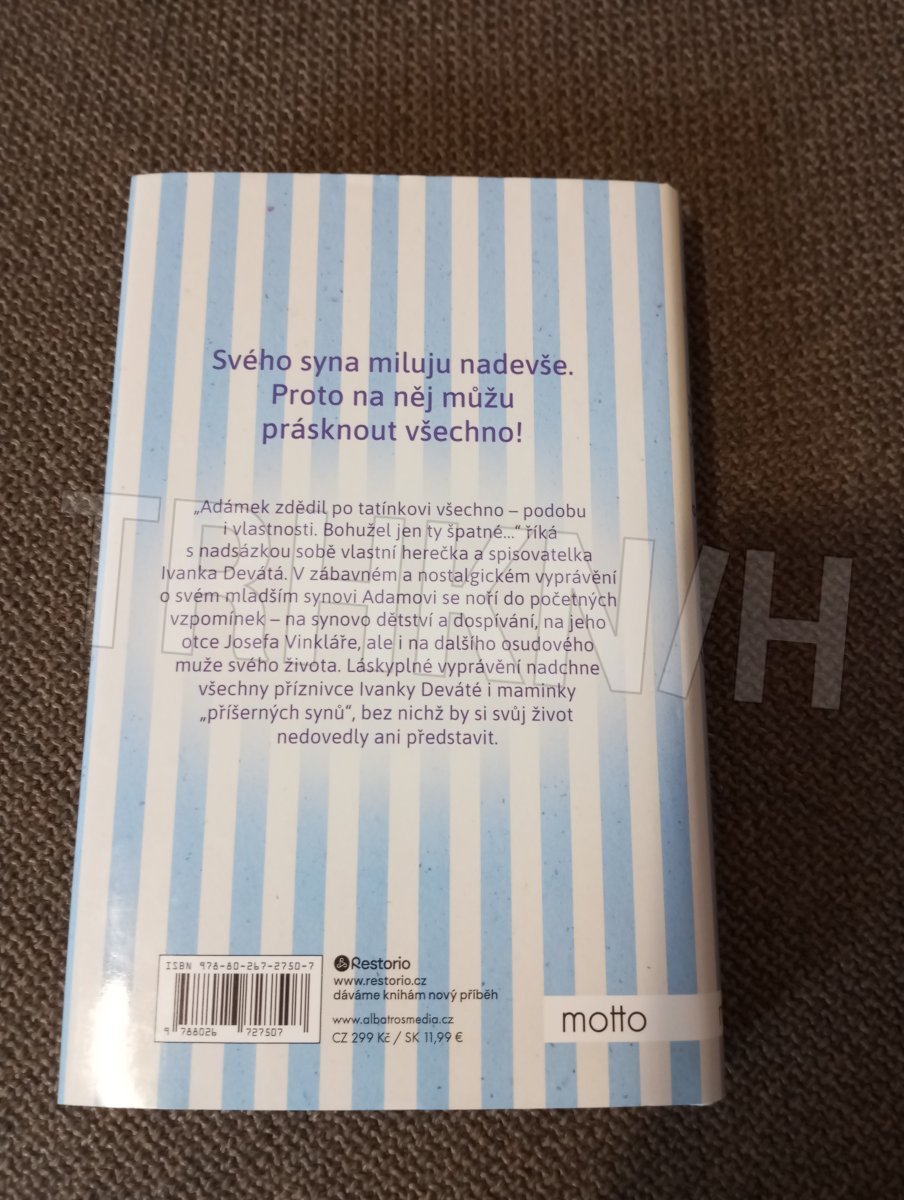 Svého syna miluju nadevše.
Proto na něj můžu
prásknout všechno!
„Adámek zdědil po tatínkovi všechno – podobu
i vlastnosti. Bohužel jen ty špatné...“ říká
s nadsázkou sobě vlastní herečka a spisovatelka
Ivanka Devátá. V zábavném a nostalgickém vyprávění
o svém mladším synovi Adamovi se noří do početných
vzpomínek – na synovo dětství a dospívání, na jeho
otce Josefa Vinkláře, ale i na dalšího osudového
muže svého života. Láskyplné vyprávění nadchne
všechny příznivce Ivanky Deváté i maminky
„příšerných synů“, bez nichž by si svůj život
nedovedly ani představit.
ISBN 978-80-267-2750-7
9 788026 727507
Restorio
www.restorio.cz
dáváme knihám nový příběh
www.albatrosmedia.cz
CZ 299 Kč / SK 11,99 €
motto
TRHKNIH